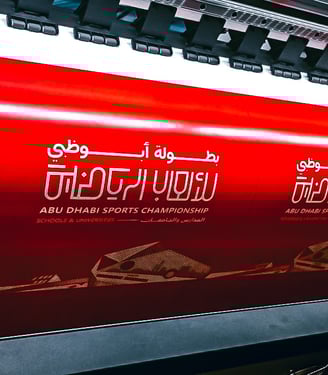 بطولة أبوظبي
للألعاب الرياضية
ABU DHABI SPORTS CHAMPIONSHIP
SCHOOLS & UNIVERSITIES المدارس والجامعات